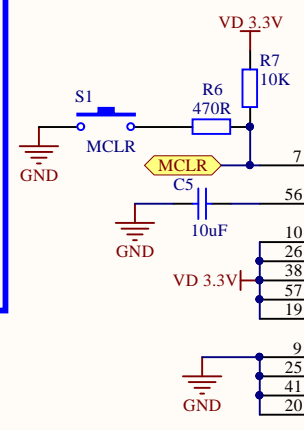 VD 3.3V
R7
10K
S1
R6
470R
MCLR
GND
MCLR
7
C5
56
10uF
GND
10
26
VD 3.3V
38
57
19
9
25
GND
41
20